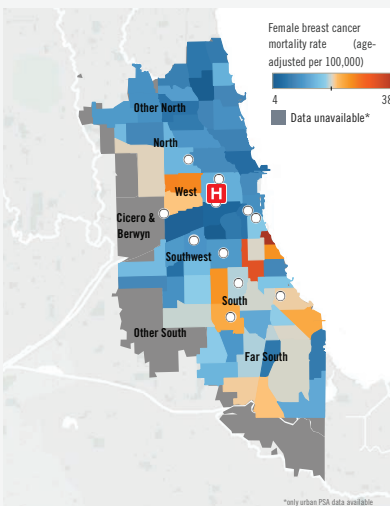 Female breast cancer
mortality rate (age-
adjusted per 100,000)
4 38
Data unavailable*
Other North
North
West
H
Cicero &
Berwyn
Southwest
South
Other South
Far South
*only urban PSA data available